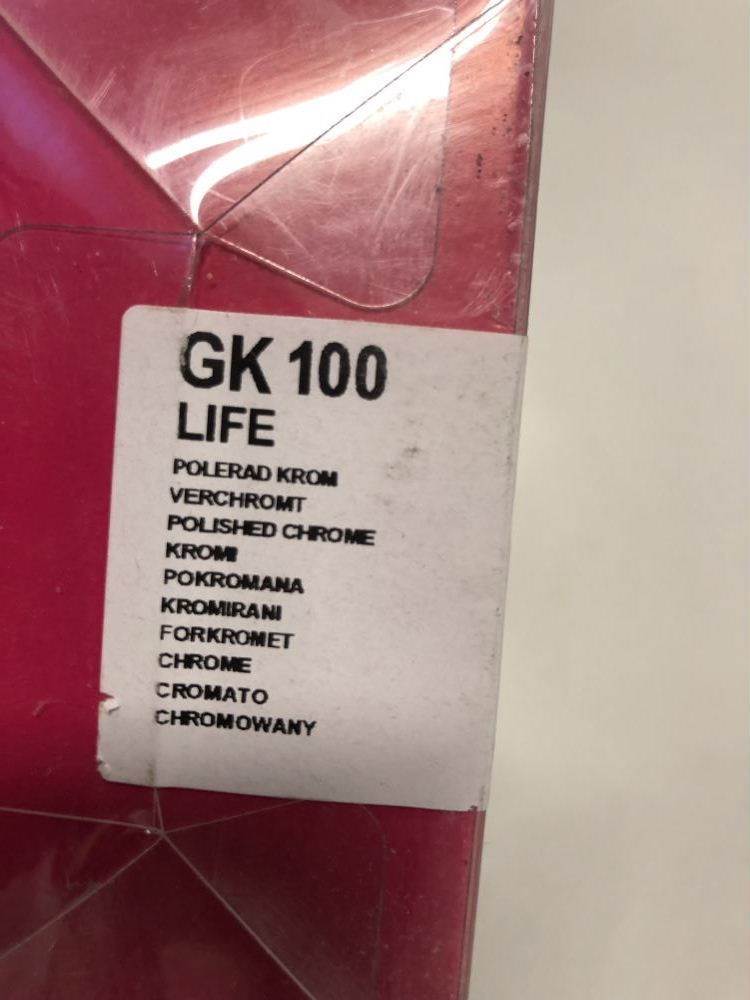 GK 100
LIFE
POLERAD KROM
VERCHROMT
POLISHED CHROME
KROMI
POKROMANA
KROMIRANI
FORKROMET
CHROME
CROMATO
CHROMOWANY